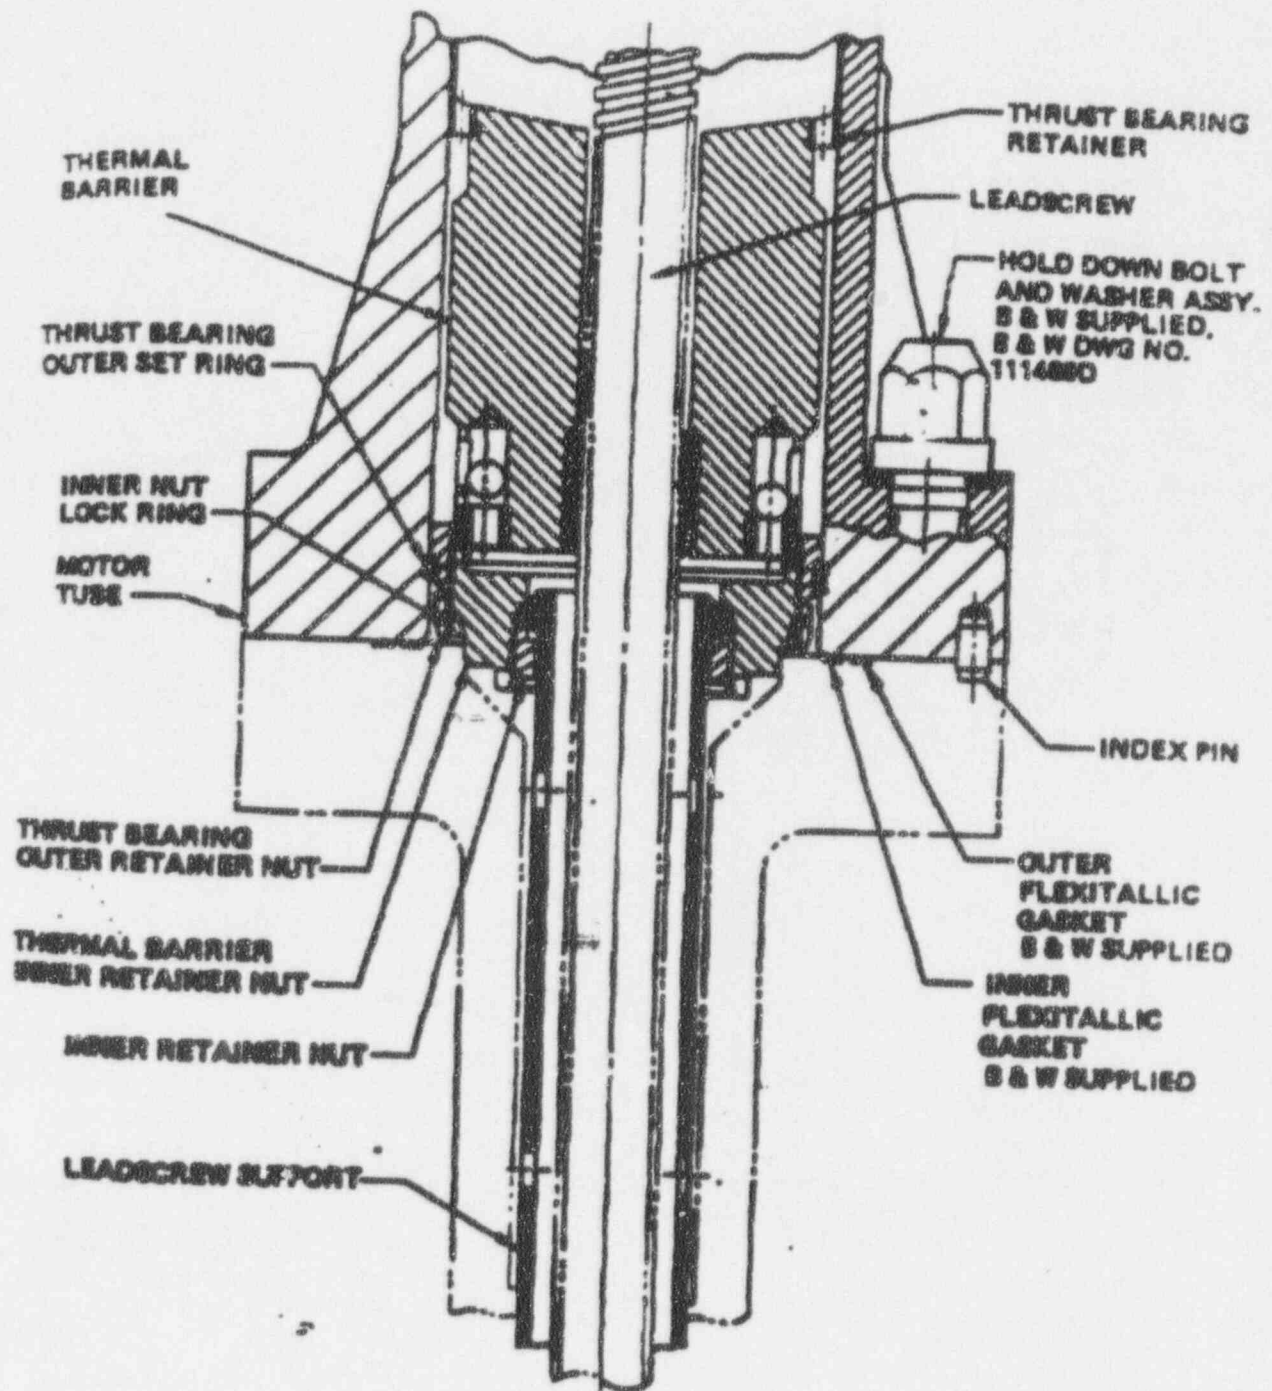 THERMAL
BARRIER
THRUST BEARING
OUTER SET RING
INNER NUT
LOCK RING
MOTOR
TUBE
THRUST BEARING
OUTER RETAINER NUT
THERMAL BARRIER
INNER RETAINER NUT
INNER RETAINER NUT
LEADSCREW SUPPORT
THRUST BEARING
RETAINER
LEADSCREW
HOLD DOWN BOLT
AND WASHER ASSY.
B & W SUPPLIED.
B & W DWG NO.
INDEX PIN
OUTER
FLEXITALLIC
GASKET
B & W SUPPLIED
INNER
FLEXITALLIC
GASKET
B & W SUPPLIED